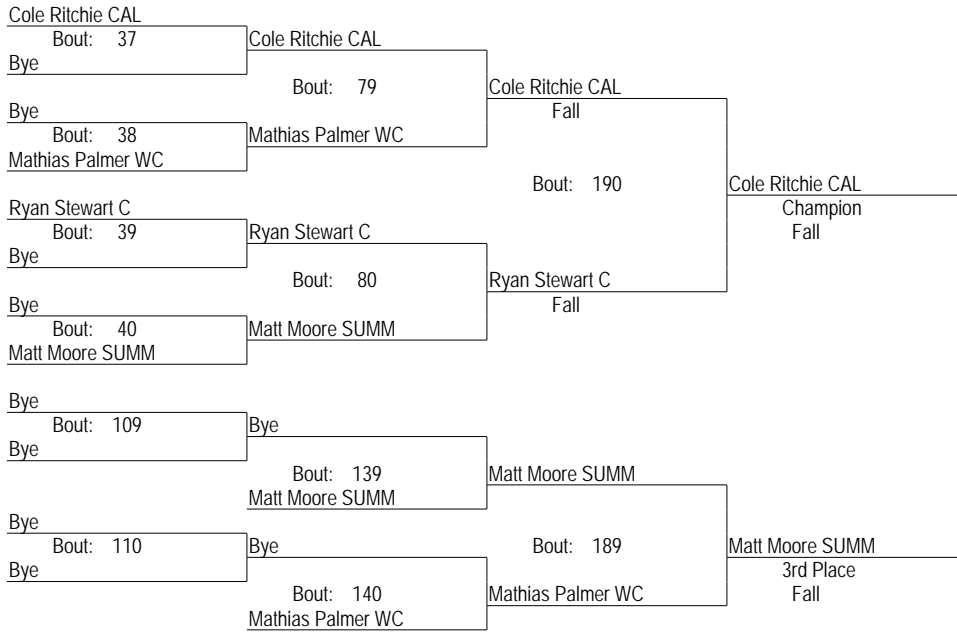 Cole Ritchie CAL
Bout: 37
Cole Ritchie CAL
Bye
Bout: 79
Cole Ritchie CAL
Bye
Fall
Bout: 38
Mathias Palmer WC
Mathias Palmer WC
Bout: 190
Cole Ritchie CAL
Ryan Stewart C
Champion
Bout: 39
Ryan Stewart C
Fall
Bye
Bout: 80
Ryan Stewart C
Bye
Fall
Bout: 40
Matt Moore SUMM
Matt Moore SUMM
Bye
Bout: 109
Bye
Bye
Bout: 139
Matt Moore SUMM
Matt Moore SUMM
Bye
Bout: 110
Bye
Bout: 189
Matt Moore SUMM
Bye
3rd Place
Bout: 140
Mathias Palmer WC
Fall
Mathias Palmer WC